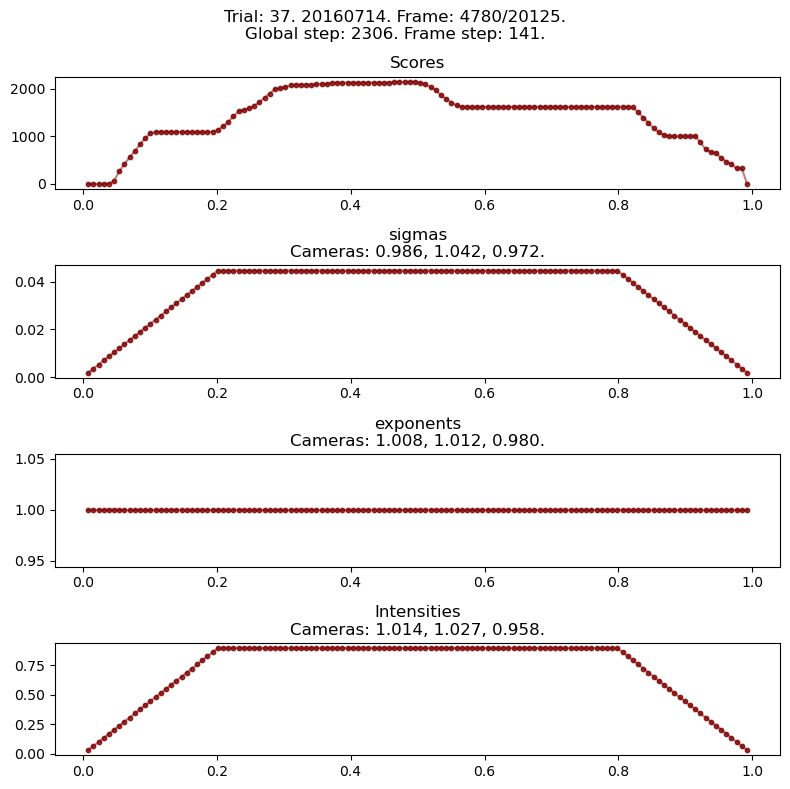 Trial: 37. 20160714. Frame: 4780/20125.
Global step: 2306. Frame step: 141.
Scores
2000
1000
0
0.0 0.2 0.4 0.6 0.8 1.0
sigmas
Cameras: 0.986, 1.042, 0.972.
0.04
0.02
0.00
0.0 0.2 0.4 0.6 0.8 1.0
exponents
Cameras: 1.008, 1.012, 0.980.
1.05
1.00
0.95
0.0 0.2 0.4 0.6 0.8 1.0
Intensities
Cameras: 1.014, 1.027, 0.958.
0.75
0.50
0.25
0.00
0.0 0.2 0.4 0.6 0.8 1.0